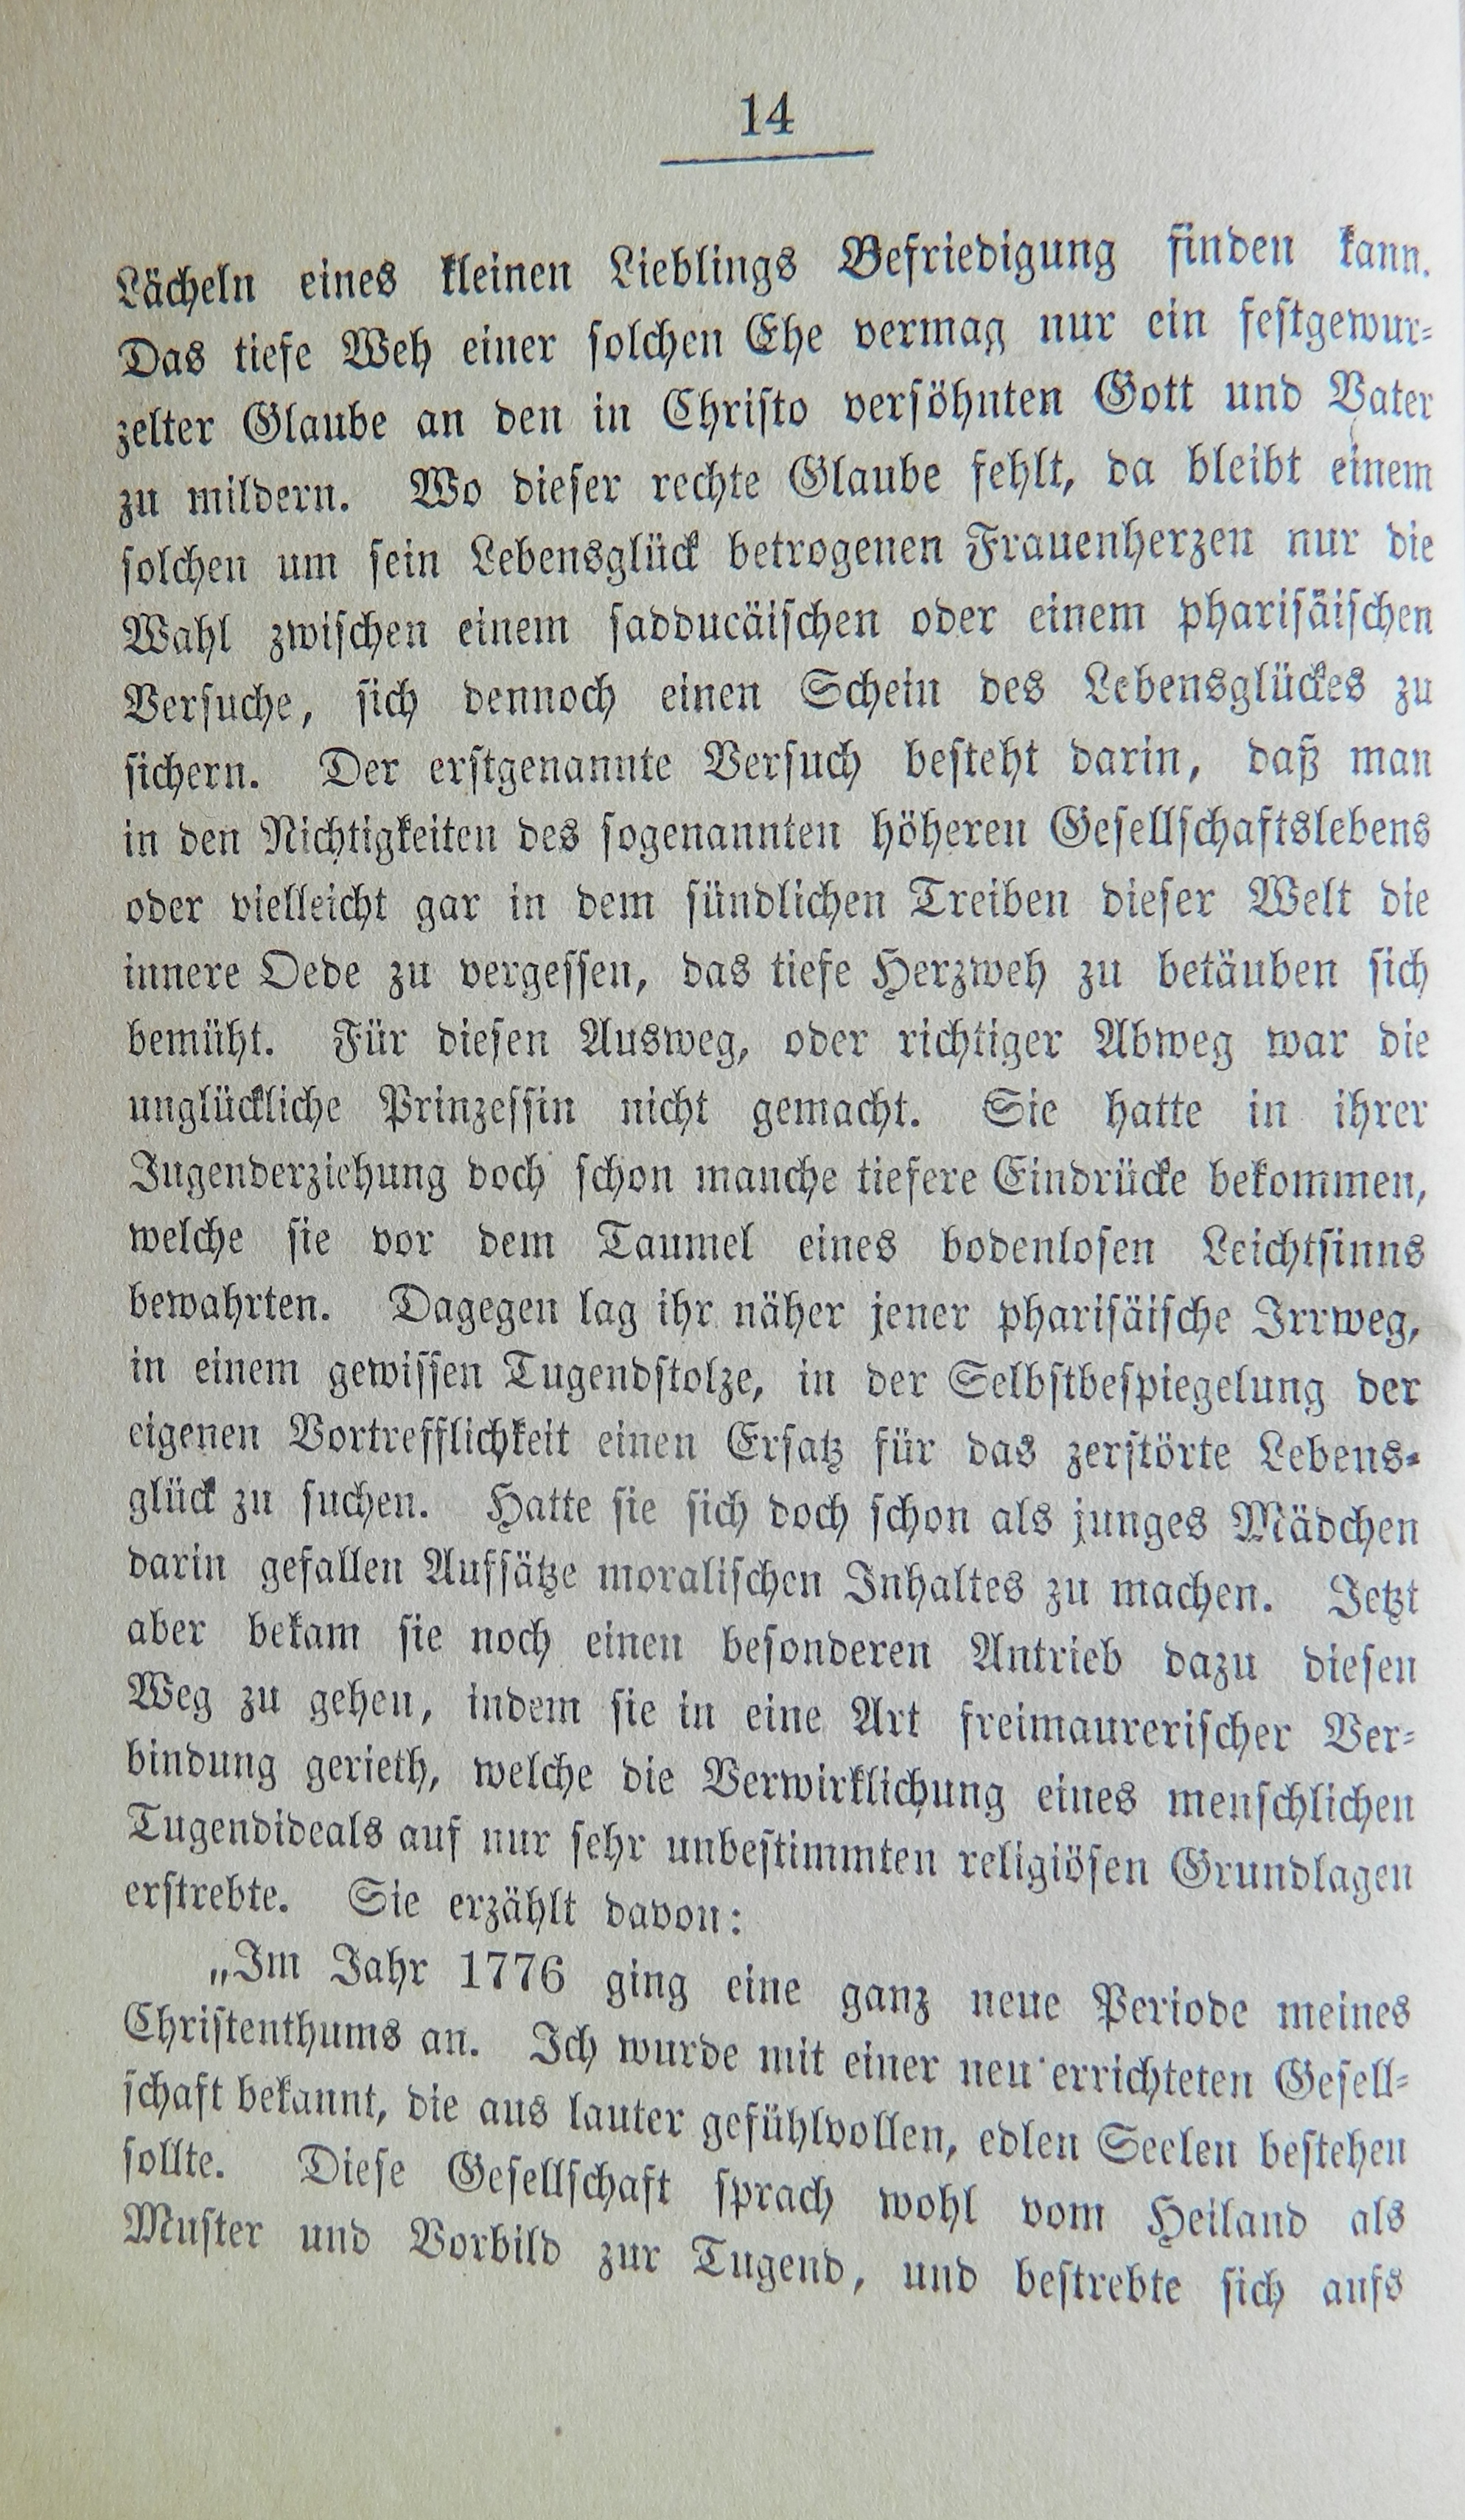 14
Lächeln eines kleinen Lieblings Befriedigung finden kann.
Das tiefe Weh einer solchen Ehe vermag nur ein festgewur-
zelter Glaube an den in Christo versöhnten Gott und Vater
zu mildern. Wo dieser rechte Glaube fehlt, da bleibt einem
solchen um sein Lebensglück betrogenen Frauenherzen nur die
Wahl zwischen einem sadducäischen oder einem pharisäischen
Versuche, sich dennoch einen Schein des Lebensglückes zu
sichern. Der erstgenannte Versuch besteht darin, daß man
in den Nichtigkeiten des sogenannten höheren Gesellschaftslebens
oder vielleicht gar in dem sündlichen Treiben dieser Welt die
innere Oede zu vergessen, das tiefe Herzweh zu betäuben sich
bemüht. Für diesen Ausweg, oder richtiger Abweg war die
unglückliche Prinzessin nicht gemacht. Sie hatte in ihrer
Jugenderziehung doch schon manche tiefere Eindrücke bekommen,
welche sie vor dem Taumel eines bodenlosen Leichtsinns
bewahrten. Dagegen lag ihr näher jener pharisäische Irrweg,
in einem gewissen Tugendstolze, in der Selbstbespiegelung der
eigenen Vortrefflichkeit einen Ersatz für das zerstörte Lebens-
glück zu suchen. Hatte sie sich doch schon als junges Mädchen
darin gefallen Aufsätze moralischen Inhaltes zu machen. Jetzt
aber bekam sie noch einen besonderen Antrieb dazu diesen
Weg zu gehen, indem sie in eine Art freimaurerischer Ver-
bindung gerieth, welche die Verwirklichung eines menschlichen
Tugendideals auf nur sehr unbestimmten religiösen Grundlagen
erstrebte. Sie erzählt davon:
„Im Jahr 1776 ging eine ganz neue Periode meines
Christenthums an. Ich wurde mit einer neu errichteten Gesell-
schaft bekannt, die aus lauter gefühlvollen, edlen Seelen bestehen
sollte. Diese Gesellschaft sprach wohl vom Heiland als
Muster und Vorbild zur Tugend, und bestrebte sich aufs